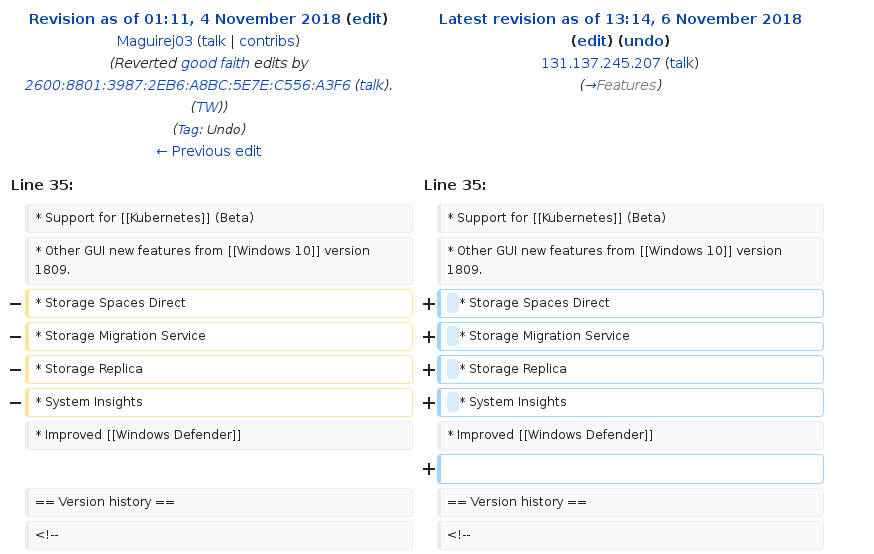 Revision as of 01:11, 4 November 2018 (edit)
Maguirej03 (talk | contribs)
(Reverted good faith edits by
2600:8801:3987:2EB6:A8BC:5E7E:C556:A3F6 (talk).
(TW))
(Tag: Undo)
← Previous edit
Latest revision as of 13:14, 6 November 2018
(edit) (undo)
131.137.245.207 (talk)
(→Features)
Line 35:
Line 35:
* Support for [[Kubernetes]] (Beta)
* Support for [[Kubernetes]] (Beta)
* Other GUI new features from [[Windows 10]] version
1809.
* Other GUI new features from [[Windows 10]] version
1809.
− * Storage Spaces Direct
+ * Storage Spaces Direct
− * Storage Migration Service
+ * Storage Migration Service
− * Storage Replica
+ * Storage Replica
− * System Insights
+ * System Insights
* Improved [[Windows Defender]]
* Improved [[Windows Defender]]
+
== Version history ==
== Version history ==
<!--
<!--